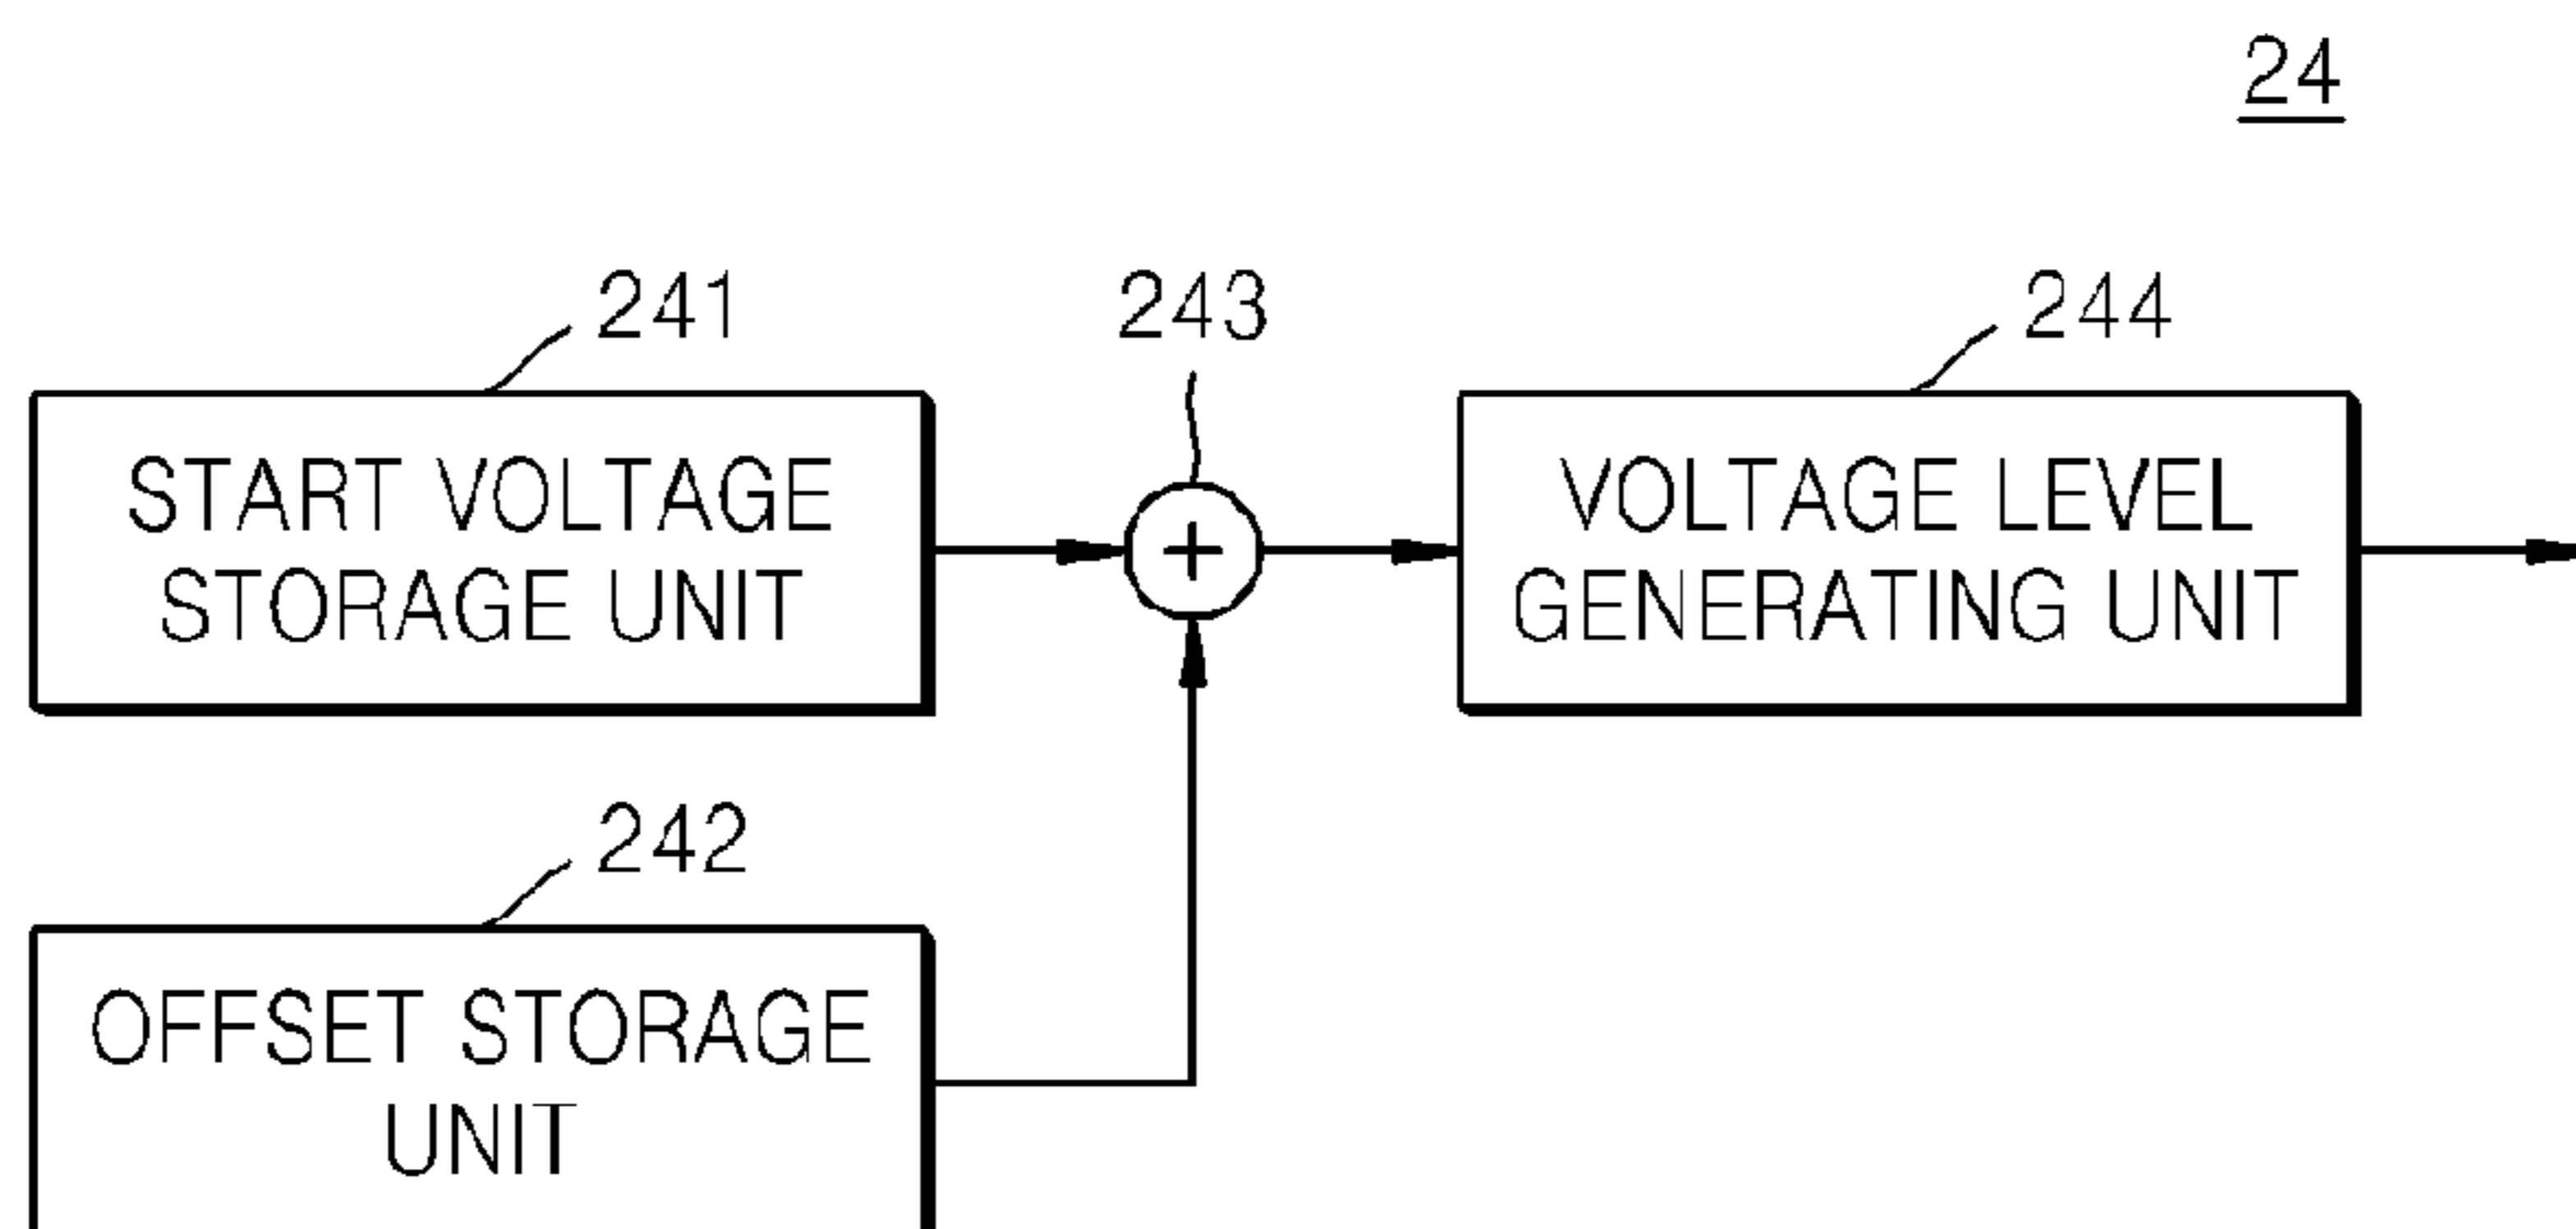 24
241
243
244
START VOLTAGE
STORAGE UNIT
+
VOLTAGE LEVEL
GENERATING UNIT
242
OFFSET STORAGE
UNIT